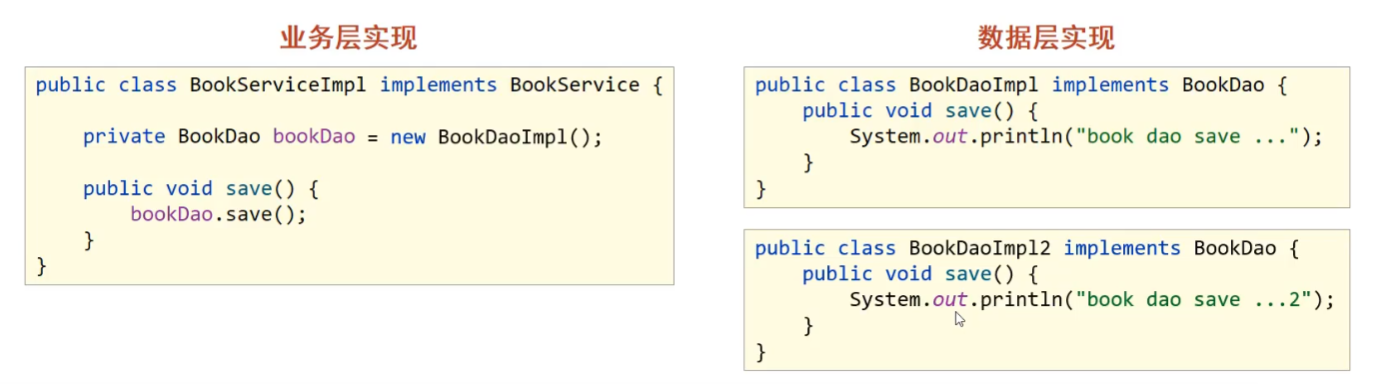 业务层实现
public class BookServiceImpl implements BookService {
    private BookDao bookDao = new BookDaoImpl();
    public void save() {
        bookDao.save();
    }
}
数据层实现
public class BookDaoImpl implements BookDao {
    public void save() {
        System.out.println("book dao save ...");
    }
}
public class BookDaoImpl2 implements BookDao {
    public void save() {
        System.out.println("book dao save ...2");
    }
}